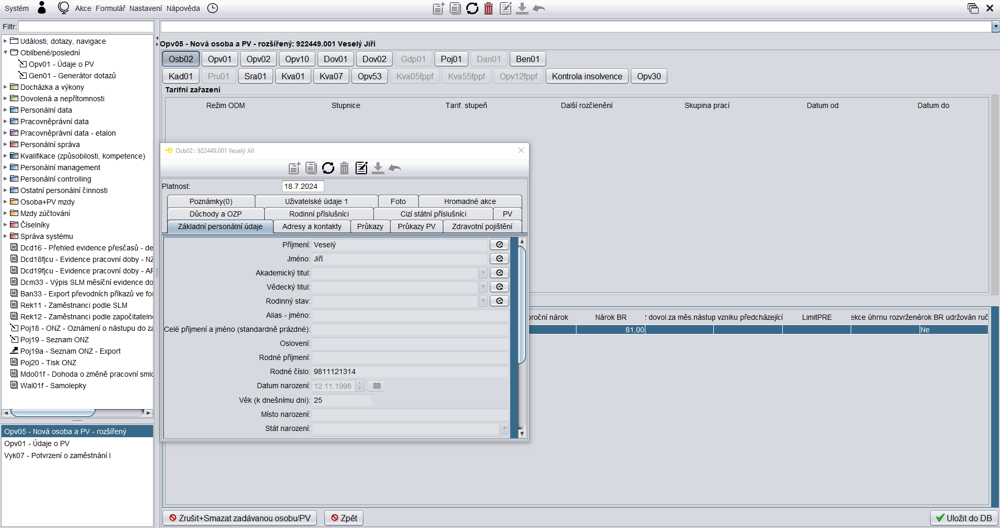 Systém Akce Formulář Nastavení Nápověda
Filtr:
Události, dotazy, navigace
Oblíbené/poslední
Opv01 - Údaje o PV
Gen01 - Generátor dotazů
Docházka a výkony
Dovolená a nepřítomnosti
Personální data
Pracovněprávní data
Pracovněprávní data - etalon
Personální správa
Kvalifikace (způsobilosti, kompetence)
Personální management
Personální controlling
Ostatní personální činnosti
Osoba+PV mzdy
Mzdy zúčtování
Číselníky
Správa systému
Dcd16 - Přehled evidence přesčasů - de
Dcd18fjcu - Evidence pracovní doby - NZ
Dcd19fjcu - Evidence pracovní doby - AF
Dcm33 - Výpis SLM měsíční evidence do
Ban33 - Export převodních příkazů ve for
Rek11 - Zaměstnanci podle SLM
Rek12 - Zaměstnanci podle započitateln
Poj18 - ONZ - Oznámení o nástupu do za
Poj19 - Seznam ONZ
Poj19a - Seznam ONZ - Export
Poj20 - Tisk ONZ
Mdo01f - Dohoda o změně pracovní smlo
Wal01f - Samolepky
Opv05 - Nová osoba a PV - rozšířený
Opv01 - Údaje o PV
Vyk07 - Potvrzení o zaměstnání I
Opv05 - Nová osoba a PV - rozšířený: 922449.001 Veselý Jiří
Osb02 Opv01 Opv02 Opv10 Dov01 Dov02 Gdp01 Poj01 Dan01 Ben01
Kad01 Pru01 Sra01 Kva01 Kva07 Opv53 Kva05fppf Kva55fppf Opv12fppf Kontrola insolvence Opv30
Tarifní zařazení
Režim ODM Stupnice Tarif. stupeň Další rozčlenění Skupina prací Datum od Datum do
Osb02 : 922449.001 Veselý Jiří
Platnost: 18.7.2024
Poznámky(0) Uživatelské údaje 1 Foto Hromadné akce
Důchody a OZP Rodinní příslušníci Cizí státní příslušníci PV
Základní personální údaje Adresy a kontakty Průkazy Průkazy PV Zdravotní pojištění
Příjmení: Veselý
Jméno: Jiří
Akademický titul:
Vědecký titul:
Rodinný stav:
Alias - jméno:
Celé příjmení a jméno (standardně prázdné):
Oslovení:
Rodné příjmení:
Rodné číslo: 9811121314
Datum narození: 12.11.1998
Věk (k dnešnímu dni): 25
Místo narození:
Stát narození:
roční nárok Nárok BR dovol.za měs.nástup vzniku předcházející LimitPRE ekce úhrnu rozvržené rok BR udržován ruč
81,00 Ne
Zrušit+Smazat zadávanou osobu/PV Zpět Uložit do DB